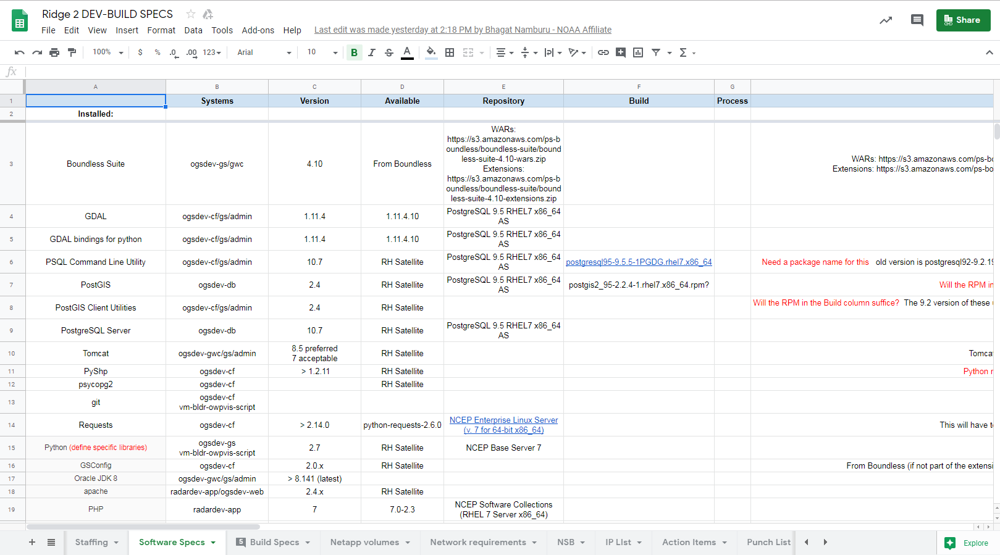 Ridge 2 DEV-BUILD SPECS
File Edit View Insert Format Data Tools Add-ons Help Last edit was made yesterday at 2:18 PM by Bhagat Namburu - NOAA Affiliate
Share
100% $ % .0 .00 123 Arial 10 B I S A Σ
fx
A B C D E F G
1 Systems Version Available Repository Build Process
2 Installed:
WARs:
https://s3.amazonaws.com/ps-b
oundless/boundless-suite/bound
less-suite-4.10-wars.zip
Extensions:
https://s3.amazonaws.com/ps-b
oundless/boundless-suite/bound
less-suite-4.10-extensions.zip
3 Boundless Suite ogsdev-gs/gwc 4.10 From Boundless
WARs: https://s3.amazonaws.com/ps-bo
Extensions: https://s3.amazonaws.com/ps-bo
4 GDAL ogsdev-cf/gs/admin 1.11.4 1.11.4.10 PostgreSQL 9.5 RHEL7 x86_64
AS
5 GDAL bindings for python ogsdev-cf/gs/admin 1.11.4 1.11.4.10 PostgreSQL 9.5 RHEL7 x86_64
AS
6 PSQL Command Line Utility ogsdev-cf/gs/admin 10.7 RH Satellite PostgreSQL 9.5 RHEL7 x86_64
AS
postgresql95-9.5.5-1PGDG.rhel7.x86_64 Need a package name for this old version is postgresql92-9.2.19
7 PostGIS ogsdev-db 2.4 RH Satellite PostgreSQL 9.5 RHEL7 x86_64
AS
postgis2_95-2.2.4-1.rhel7.x86_64.rpm? Will the RPM in
8 PostGIS Client Utilities ogsdev-cf/gs/admin 2.4 RH Satellite Will the RPM in the Build column suffice? The 9.2 version of these
9 PostgreSQL Server ogsdev-db 10.7 RH Satellite PostgreSQL 9.5 RHEL7 x86_64
AS
10 Tomcat ogsdev-gwc/gs/admin 8.5 preferred
7 acceptable
RH Satellite Tomca
11 PyShp ogsdev-cf > 1.2.11 RH Satellite Python
12 psycopg2 ogsdev-cf RH Satellite
13 git ogsdev-cf
vm-bldr-owpvis-script
14 Requests ogsdev-cf > 2.14.0 python-requests-2.6.0 NCEP Enterprise Linux Server
(v. 7 for 64-bit x86_64)
This will have t
15 Python (define specific libraries) ogsdev-gs
vm-bldr-owpvis-script
2.7 RH Satellite NCEP Base Server 7
16 GSConfig ogsdev-cf 2.0.x RH Satellite From Boundless (if not part of the extensi
17 Oracle JDK 8 ogsdev-gwc/gs/admin > 8.141 (latest)
18 apache radardev-app/ogsdev-web 2.4.x RH Satellite
19 PHP radardev-app 7 7.0-2.3 NCEP Software Collections
(RHEL 7 Server x86_64)
+ Staffing Software Specs 5 Build Specs Netapp volumes Network requirements NSB IP LIst Action Items Punch List Explore